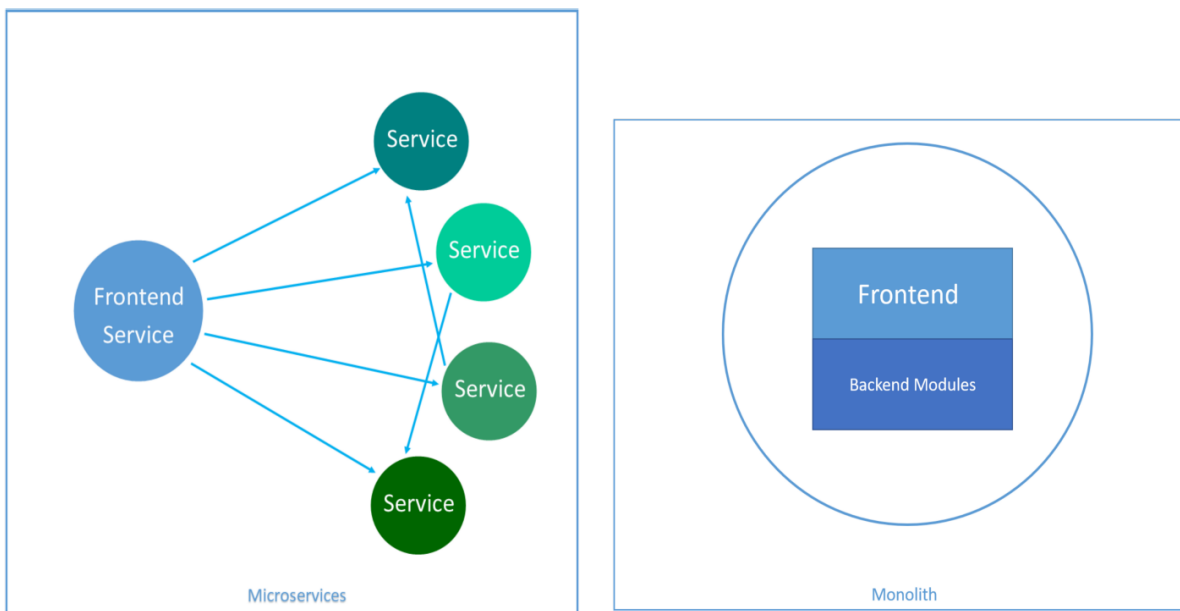 Service
Service
Frontend
Service
Service
Service
Microservices
Frontend
Backend Modules
Monolith